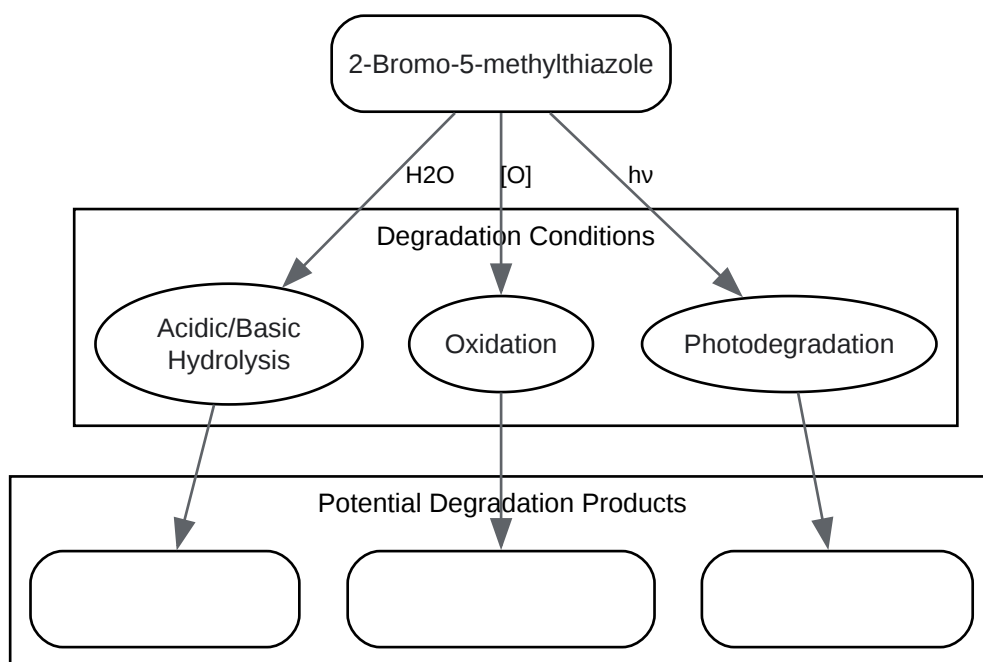 2-Bromo-5-methylthiazole
H2O
[O]
hν
Degradation Conditions
Acidic/Basic
Hydrolysis
Oxidation
Photodegradation
Potential Degradation Products